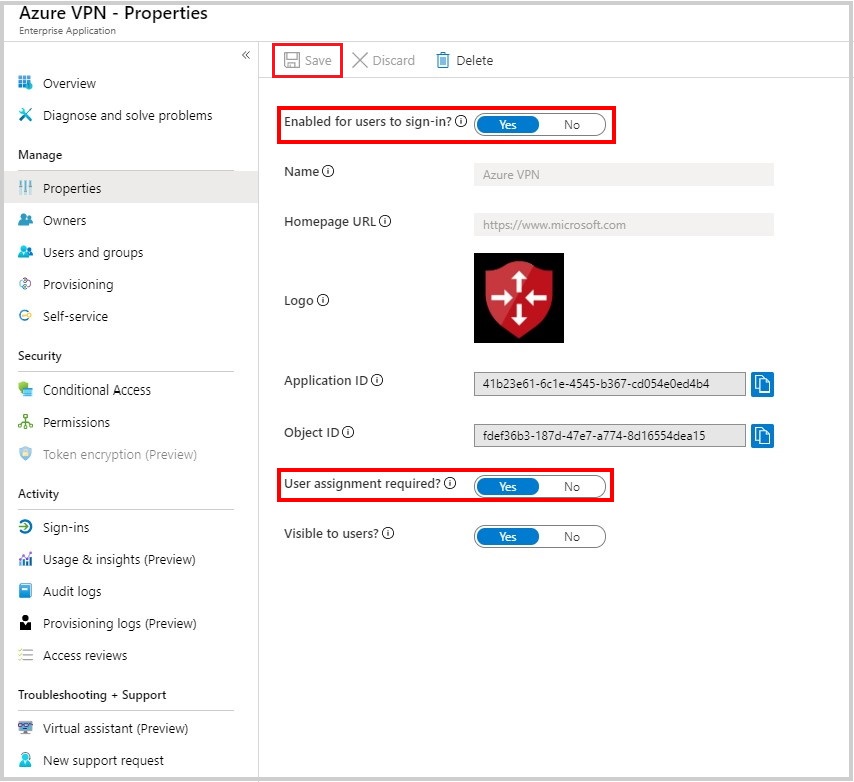 Azure VPN - Properties
Enterprise Application
«
Save
Discard
Delete
Overview
Diagnose and solve problems
Manage
Properties
Owners
Users and groups
Provisioning
Self-service
Security
Conditional Access
Permissions
Token encryption (Preview)
Activity
Sign-ins
Usage & insights (Preview)
Audit logs
Provisioning logs (Preview)
Access reviews
Troubleshooting + Support
Virtual assistant (Preview)
New support request
Enabled for users to sign-in? Yes No
Name Azure VPN
Homepage URL https://www.microsoft.com
Logo
Application ID 41b23e61-6c1e-4545-b367-cd054e0ed4b4
Object ID fdef36b3-187d-47e7-a774-8d16554dea15
User assignment required? Yes No
Visible to users? Yes No